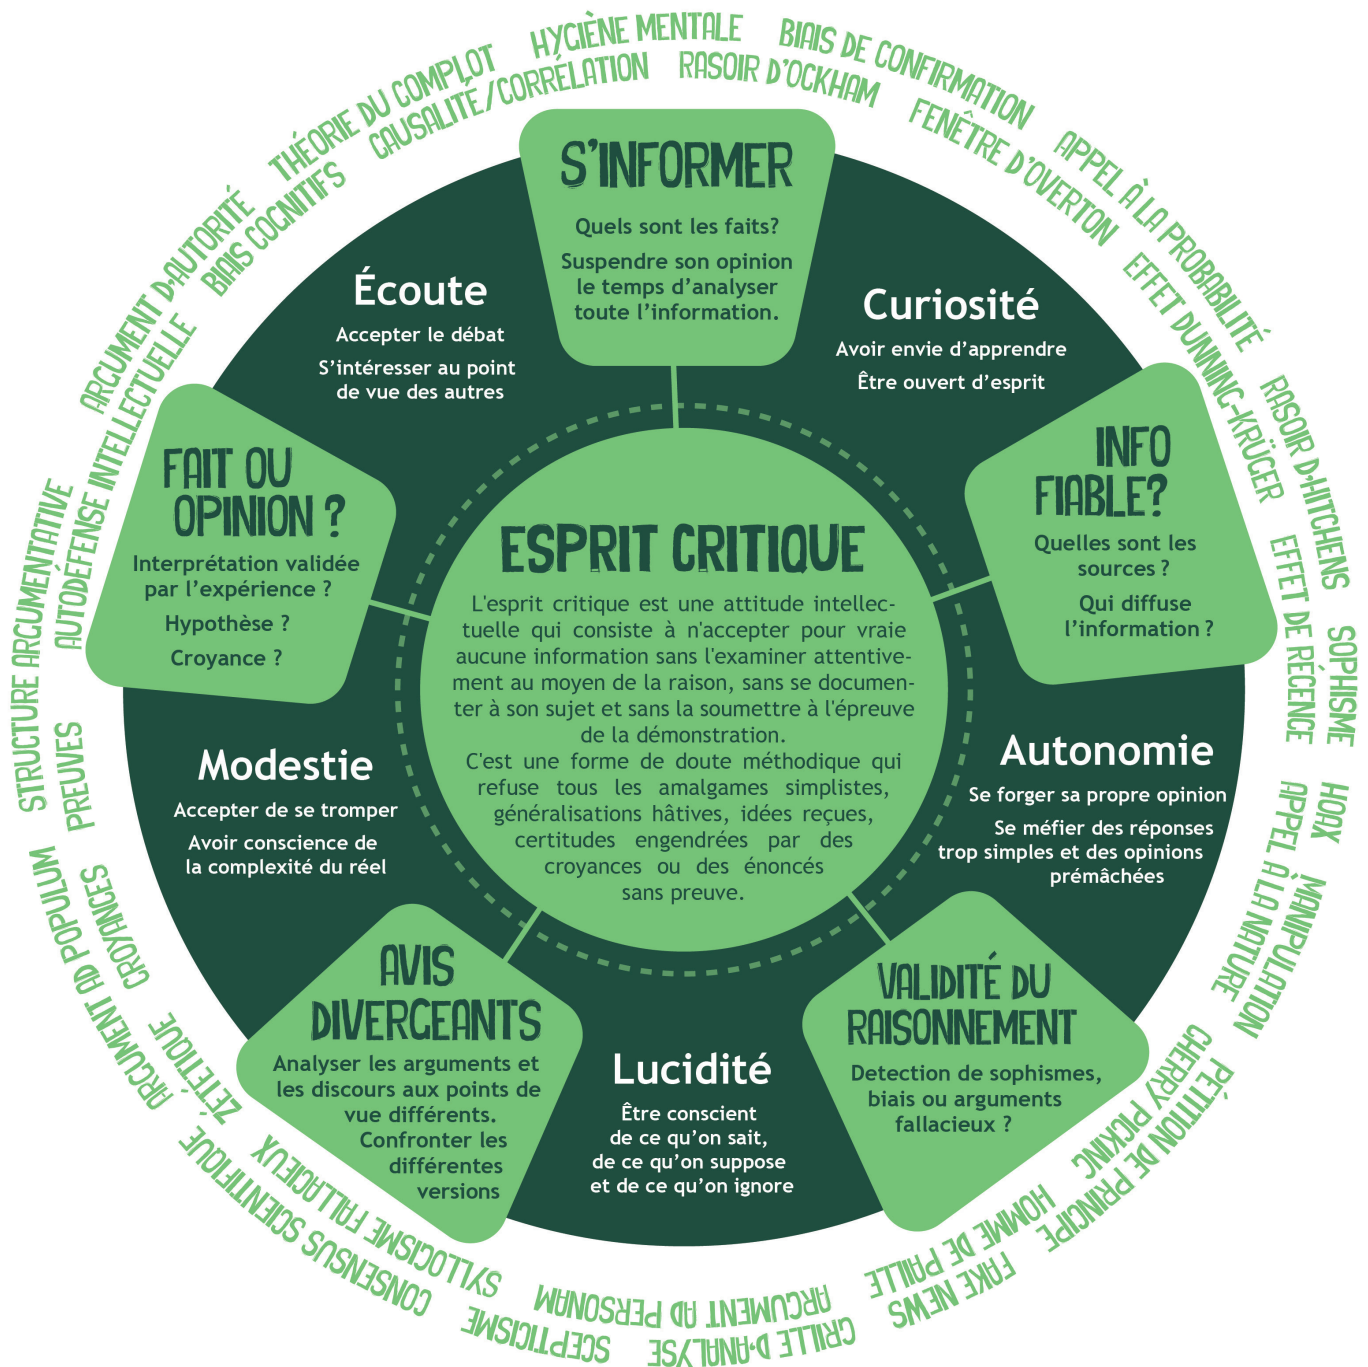 HYGIÈNE MENTALE
BIAIS DE CONFIRMATION
APPEL À LA PROBABILITÉ
RASOIR D'HITCHENS
SOPHISME
HOAX
MANIPULATION
PÉTITION DE PRINCIPE
FAKE NEWS
GRILLE D'ANALYSE
SCEPTICISME
CONSENSUS SCIENTIFIQUE
ARGUMENT AD POPULUM
STRUCTURE ARGUMENTATIVE
ARGUMENT D'AUTORITÉ
THÉORIE DU COMPLOT
CAUSALITÉ/CORRÉLATION
RASOIR D'OCKHAM
FENÊTRE D'OVERTON
EFFET DUNNING-KRÜGER
EFFET DE RÉCENCE
APPEL À LA NATURE
CHERRY PICKING
HOMME DE PAILLE
ARGUMENT AD PERSONAM
SYLLOGISME FALLACIEUX
ZÉTÉTIQUE
CROYANCES
PREUVES
AUTODÉFENSE INTELLECTUELLE
BIAIS COGNITIFS
S'INFORMER
Quels sont les faits?
Suspendre son opinion
le temps d'analyser
toute l'information.
Curiosité
Avoir envie d'apprendre
Être ouvert d'esprit
INFO
FIABLE?
Quelles sont les
sources ?
Qui diffuse
l'information ?
Autonomie
Se forger sa propre opinion
Se méfier des réponses
trop simples et des opinions
prémâchées
VALIDITÉ DU
RAISONNEMENT
Detection de sophismes,
biais ou arguments
fallacieux ?
Lucidité
Être conscient
de ce qu'on sait,
de ce qu'on suppose
et de ce qu'on ignore
AVIS
DIVERGEANTS
Analyser les arguments et
les discours aux points de
vue différents.
Confronter les
différentes
versions
Modestie
Accepter de se tromper
Avoir conscience de
la complexité du réel
FAIT OU
OPINION ?
Interprétation validée
par l'expérience ?
Hypothèse ?
Croyance ?
Écoute
Accepter le débat
S'intéresser au point
de vue des autres
ESPRIT CRITIQUE
L'esprit critique est une attitude intellec-
tuelle qui consiste à n'accepter pour vraie
aucune information sans l'examiner attentive-
ment au moyen de la raison, sans se documen-
ter à son sujet et sans la soumettre à l'épreuve
de la démonstration.
C'est une forme de doute méthodique qui
refuse tous les amalgames simplistes,
généralisations hâtives, idées reçues,
certitudes engendrées par des
croyances ou des énoncés
sans preuve.